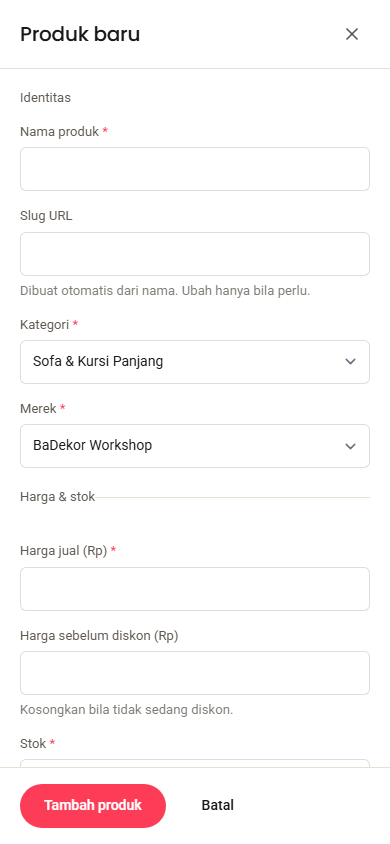 Produk baru
Identitas
Nama produk *
Slug URL
Dibuat otomatis dari nama. Ubah hanya bila perlu.
Kategori *
Sofa & Kursi Panjang
Merek *
BaDekor Workshop
Harga & stok
Harga jual (Rp) *
Harga sebelum diskon (Rp)
Kosongkan bila tidak sedang diskon.
Stok *
Tambah produk
Batal